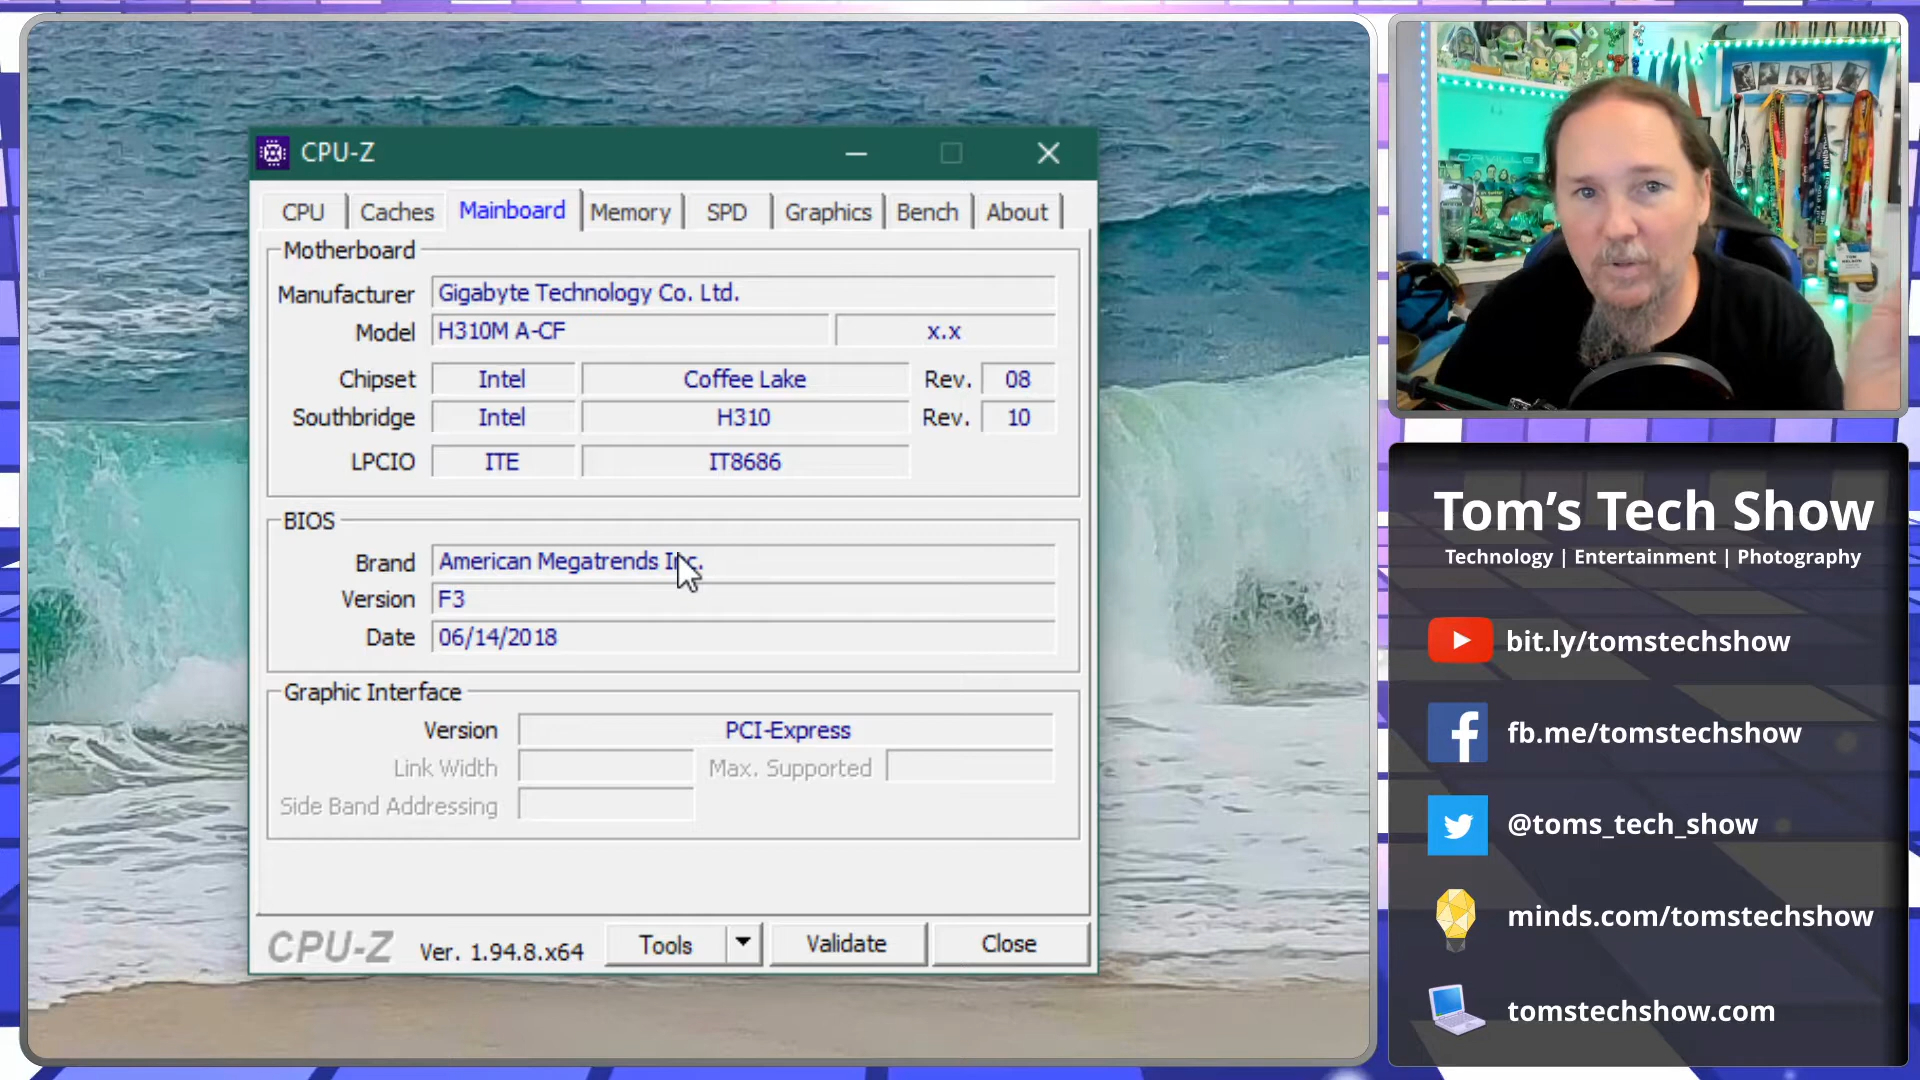 CPU-Z
CPU Caches Mainboard Memory SPD Graphics Bench About
Motherboard
Manufacturer Gigabyte Technology Co. Ltd.
Model H310M A-CF x.x
Chipset Intel Coffee Lake Rev. 08
Southbridge Intel H310 Rev. 10
LPCIO ITE IT8686
BIOS
Brand American Megatrends Inc.
Version F3
Date 06/14/2018
Graphic Interface
Version PCI-Express
Link Width Max. Supported
Side Band Addressing
CPU-Z Ver. 1.94.8.x64 Tools Validate Close
ORVILLE
Tom's Tech Show
Technology | Entertainment | Photography
bit.ly/tomstechshow
fb.me/tomstechshow
@toms_tech_show
minds.com/tomstechshow
tomstechshow.com